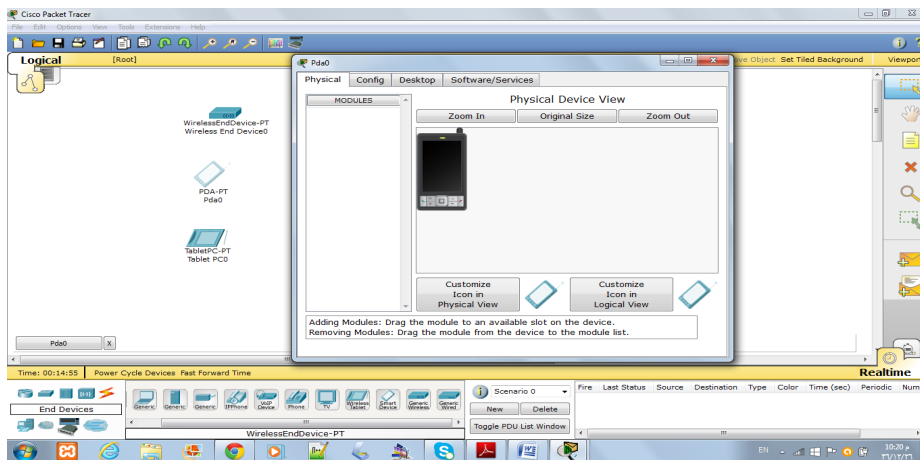 Cisco Packet Tracer
File Edit Options View Tools Extensions Help
Logical [Root] ove Object Set Tiled Background Viewpor
Pda0
Physical Config Desktop Software/Services
MODULES
Physical Device View
Zoom In Original Size Zoom Out
WirelessEndDevice-PT
Wireless End Device0
PDA-PT
Pda0
TabletPC-PT
Tablet PC0
Customize
Icon in
Physical View
Customize
Icon in
Logical View
Adding Modules: Drag the module to an available slot on the device.
Removing Modules: Drag the module from the device to the module list.
Pda0 X
Time: 00:14:55 Power Cycle Devices Fast Forward Time Realtime
End Devices
Generic Generic Generic IPPhone VoIP Device Phone TV Wireless Tablet Smart Device Generic Wireless Generic Wired
WirelessEndDevice-PT
Scenario 0
New Delete
Toggle PDU List Window
Fire Last Status Source Destination Type Color Time (sec) Periodic Num
EN 10:20 م